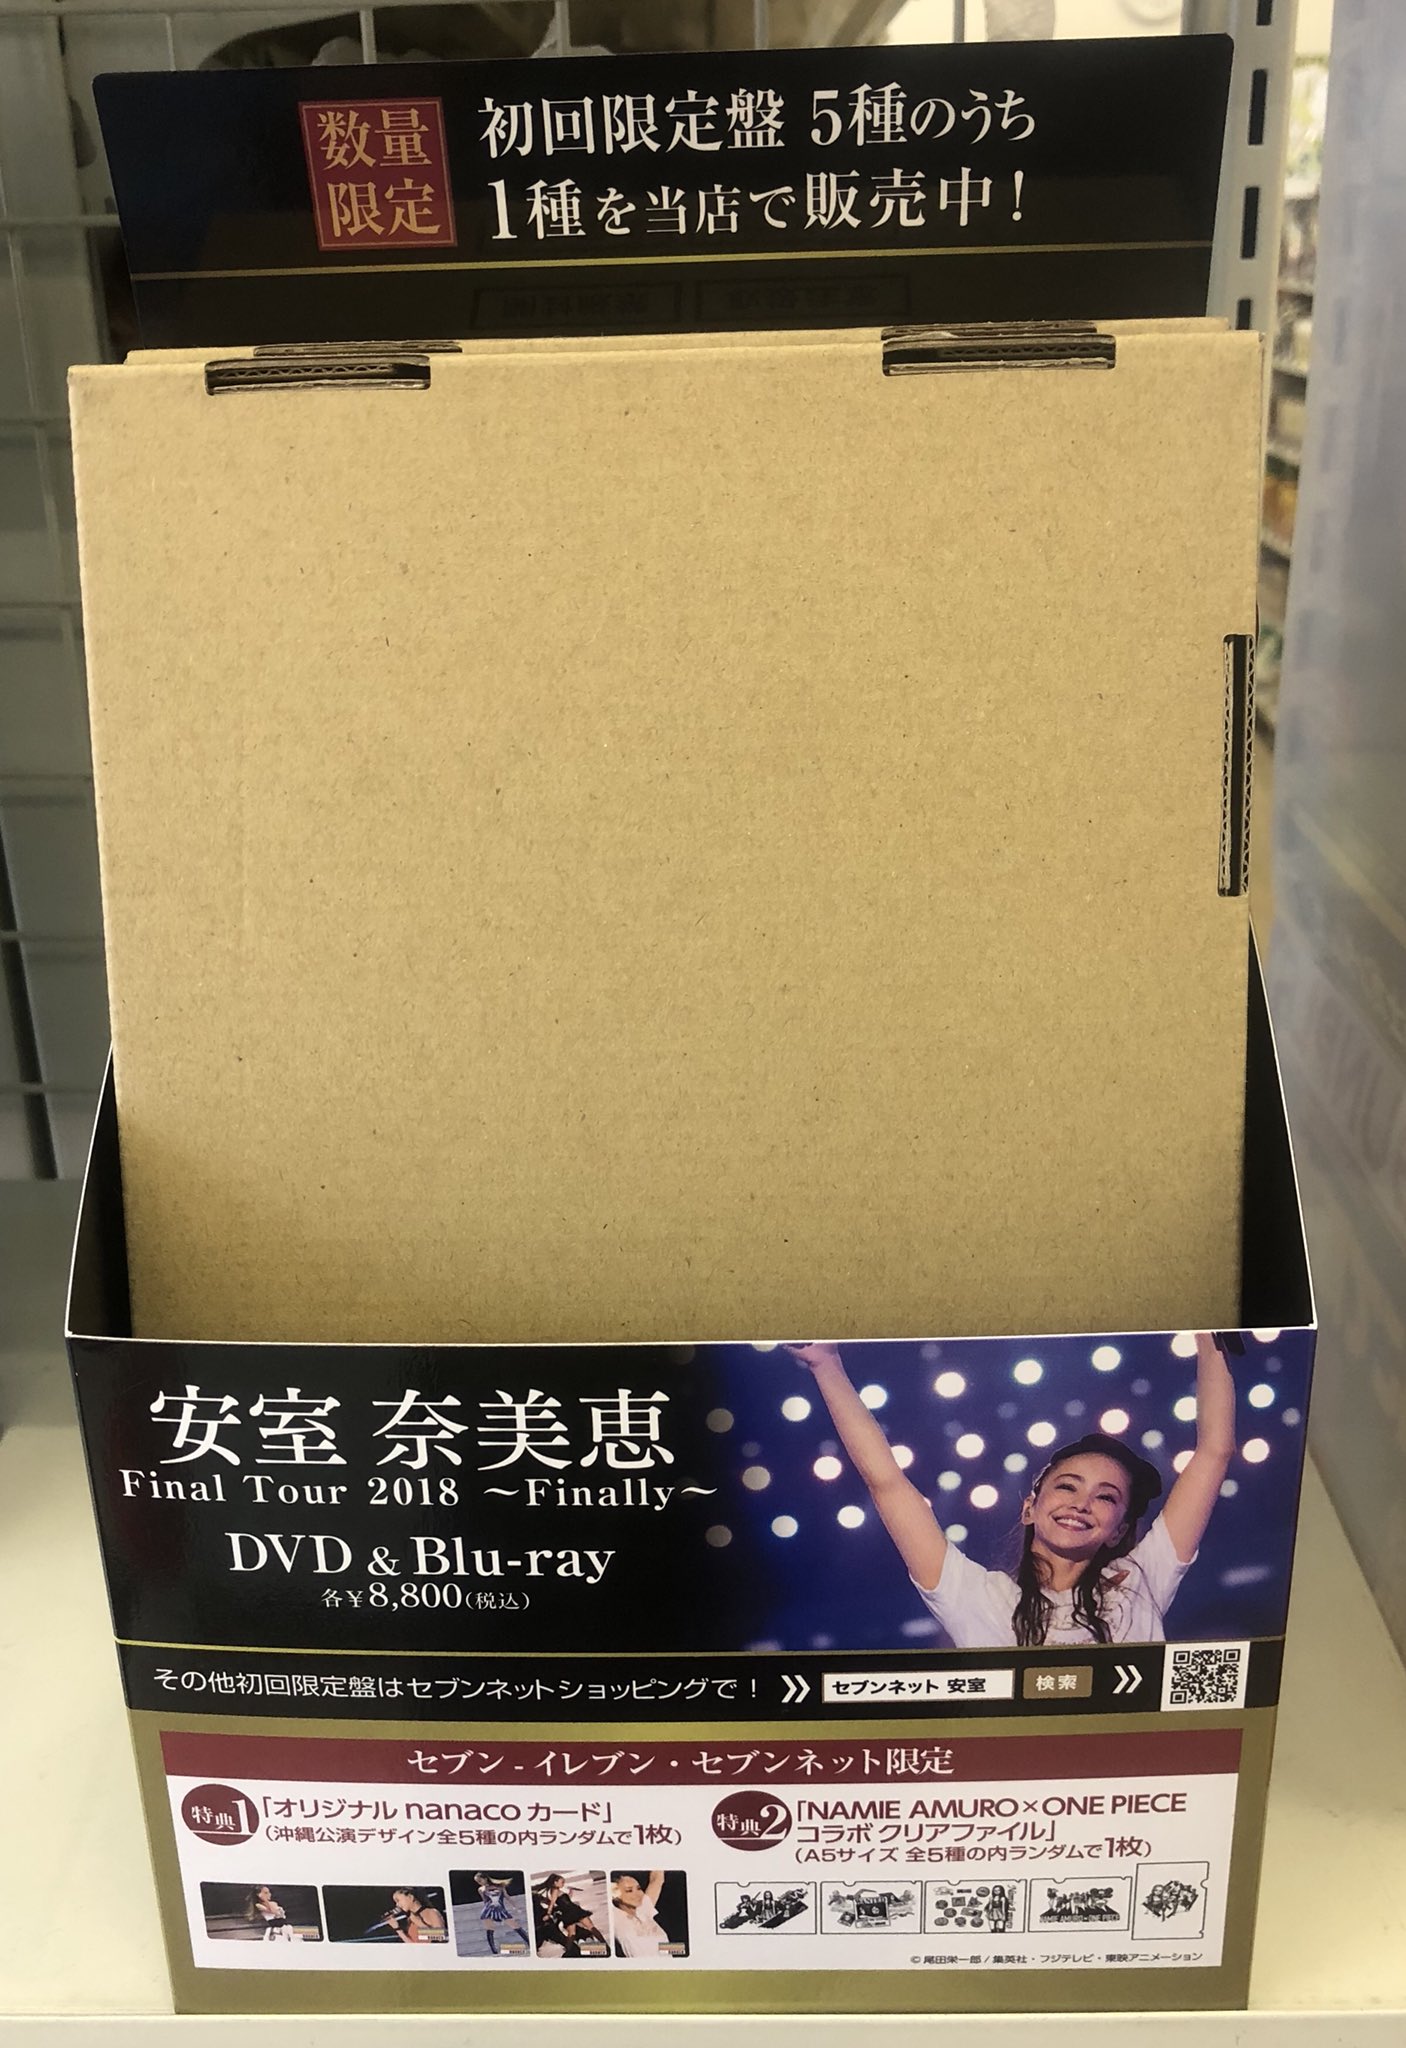 数量
限定
初回限定盤 5種のうち
1種を当店で販売中!
安室 奈美恵
Final Tour 2018 ~Finally~
DVD & Blu-ray
各¥8,800(税込)
その他初回限定盤はセブンネットショッピングで! セブンネット 安室 検索
セブン-イレブン・セブンネット限定
特典1
「オリジナル nanaco カード」
(沖縄公演デザイン全5種の内ランダムで1枚)
特典2
「NAMIE AMURO×ONE PIECE
コラボ クリアファイル」
(A5サイズ 全5種の内ランダムで1枚)
NAMIE AMURO×ONE PIECE
© 尾田栄一郎/集英社・フジテレビ・東映アニメーション